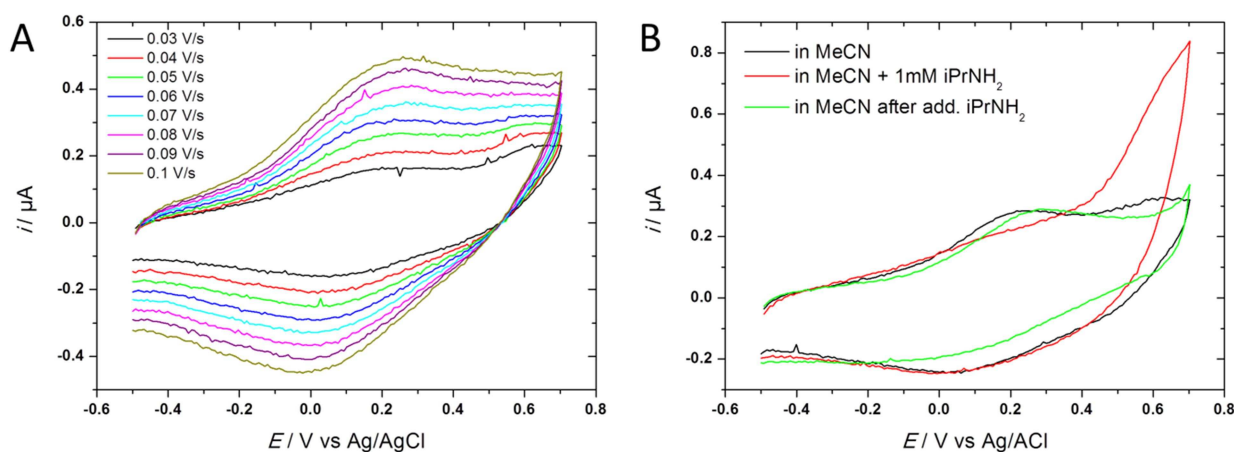 A
0.03 V/s
0.04 V/s
0.05 V/s
0.06 V/s
0.07 V/s
0.08 V/s
0.09 V/s
0.1 V/s
0.6
0.4
0.2
0.0
-0.2
-0.4
i / µA
-0.6 -0.4 -0.2 0.0 0.2 0.4 0.6 0.8
E / V vs Ag/AgCl
B
in MeCN
in MeCN + 1mM iPrNH₂
in MeCN after add. iPrNH₂
0.8
0.6
0.4
0.2
0.0
-0.2
i / µA
-0.6 -0.4 -0.2 0.0 0.2 0.4 0.6 0.8
E / V vs Ag/ACl